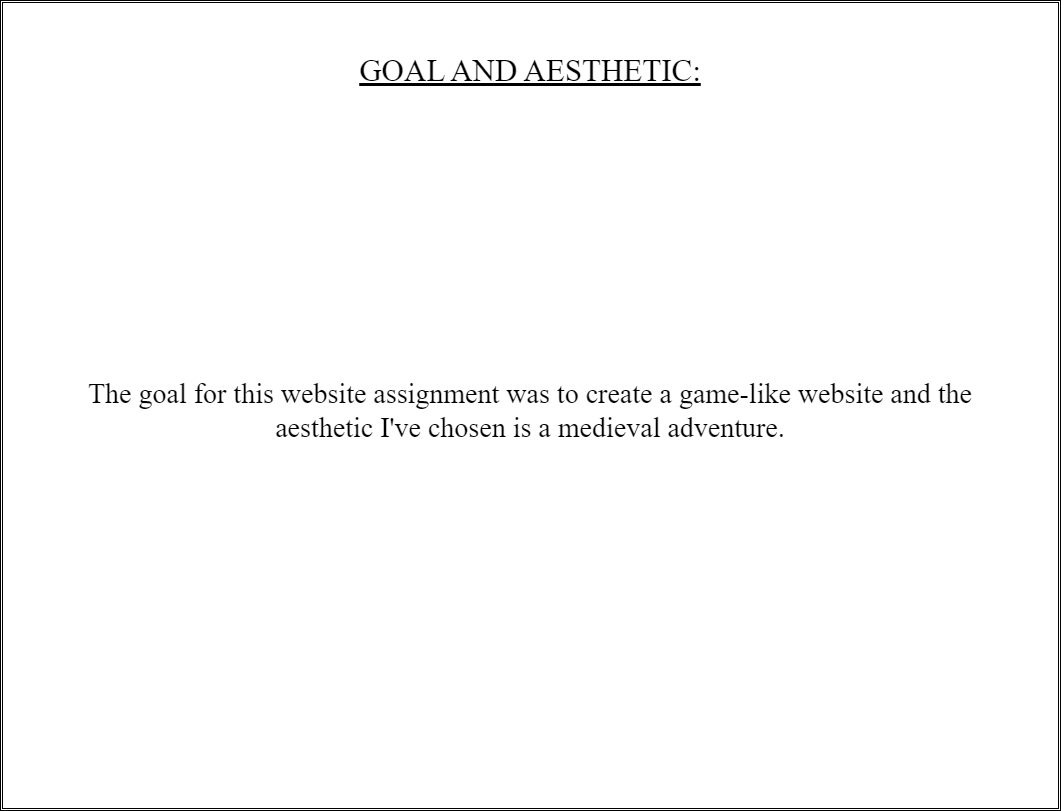 GOAL AND AESTHETIC:
The goal for this website assignment was to create a game-like website and the
aesthetic I've chosen is a medieval adventure.